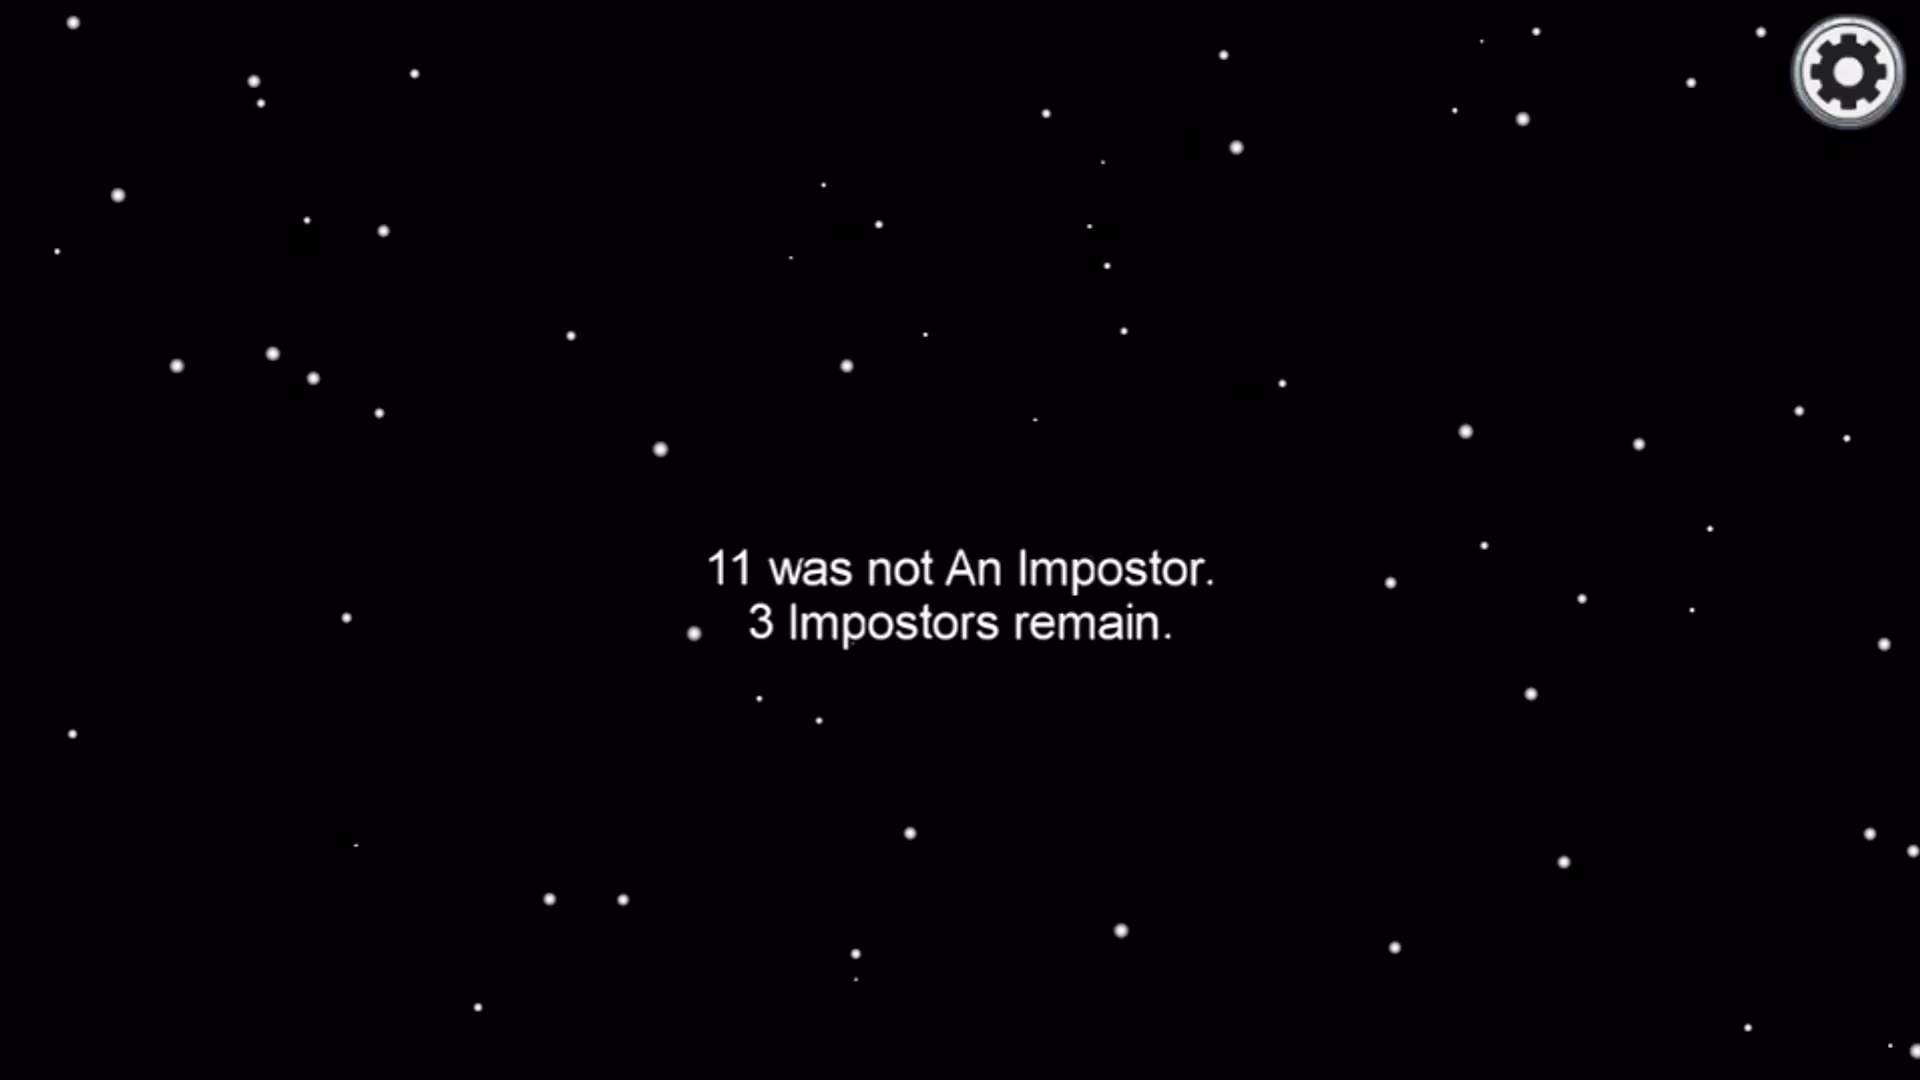 11 was not An Impostor.
3 Impostors remain.